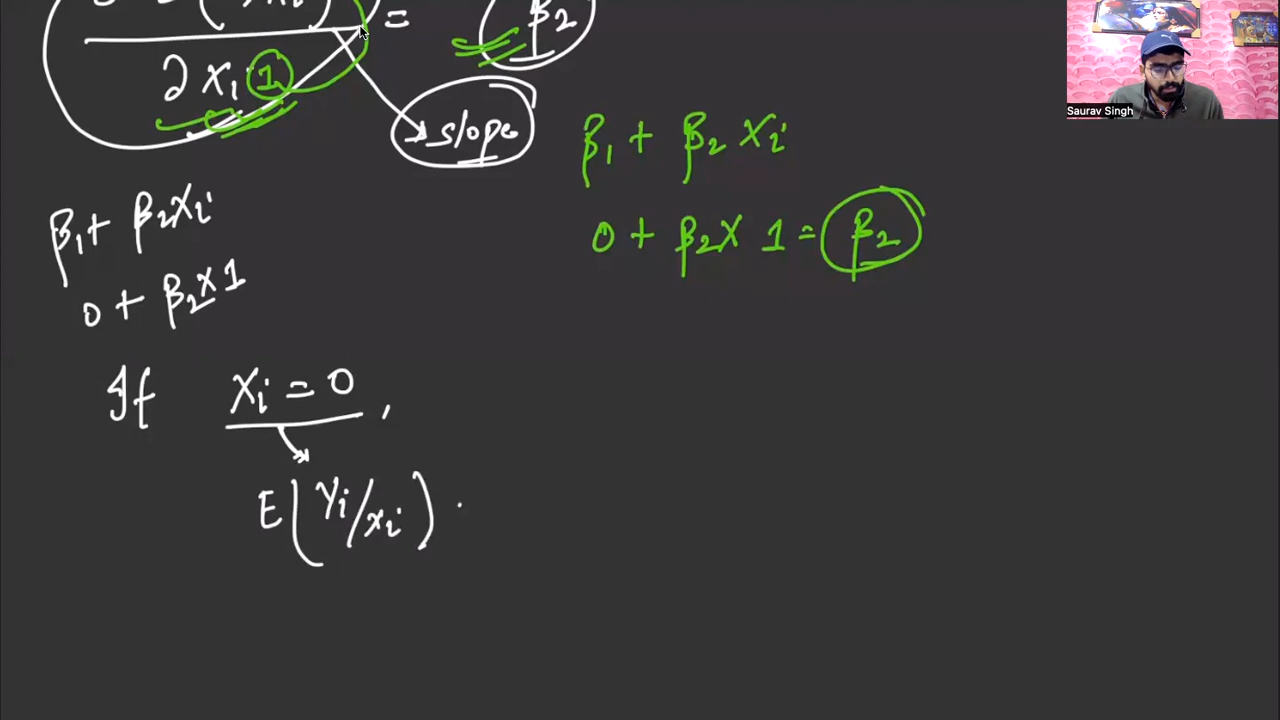 = β₂
∂ Xi 1
slope
β₁ + β₂ Xi
0 + β₂ X 1 = β₂
β₁ + β₂Xi
0 + β₂ X 1
If Xi = 0,
E(Yi/Xi)
Saurav Singh